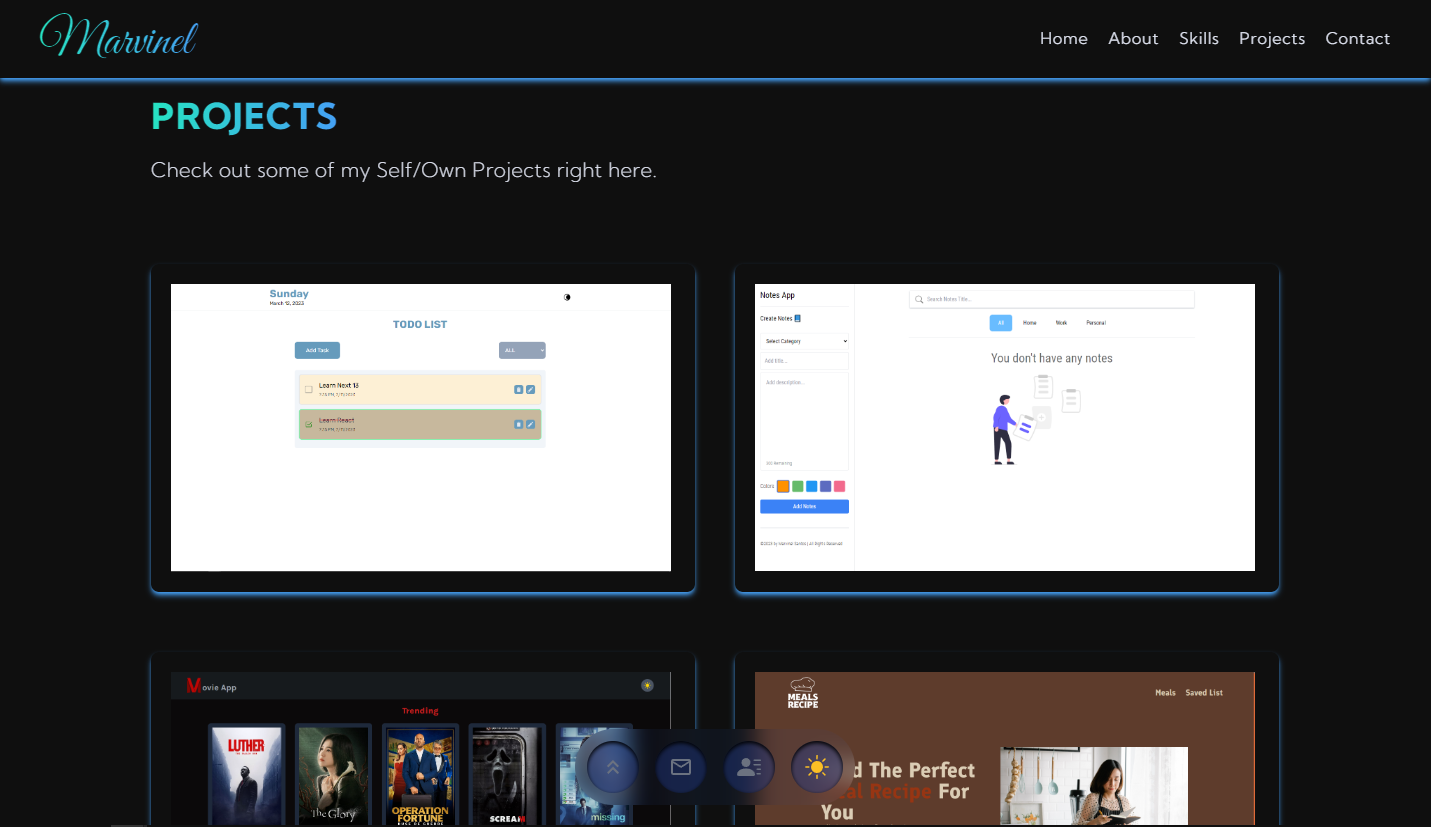 Marvinel
Home About Skills Projects Contact
PROJECTS
Check out some of my Self/Own Projects right here.
Sunday
March 12, 2023
TODO LIST
Add Task
ALL
Learn Next 13
Learn React
Notes App
Create Notes
Select Category
Add title...
Add description...
Colors
Add Notes
Search Notes Title...
All Home Work Personal
You don't have any notes
Movie App
Trending
LUTHER
The Glory
OPERATION
FORTUNE
SCREAM
missing
MEALS
RECIPE
Meals Saved List
d The Perfect
al Recipe For
You